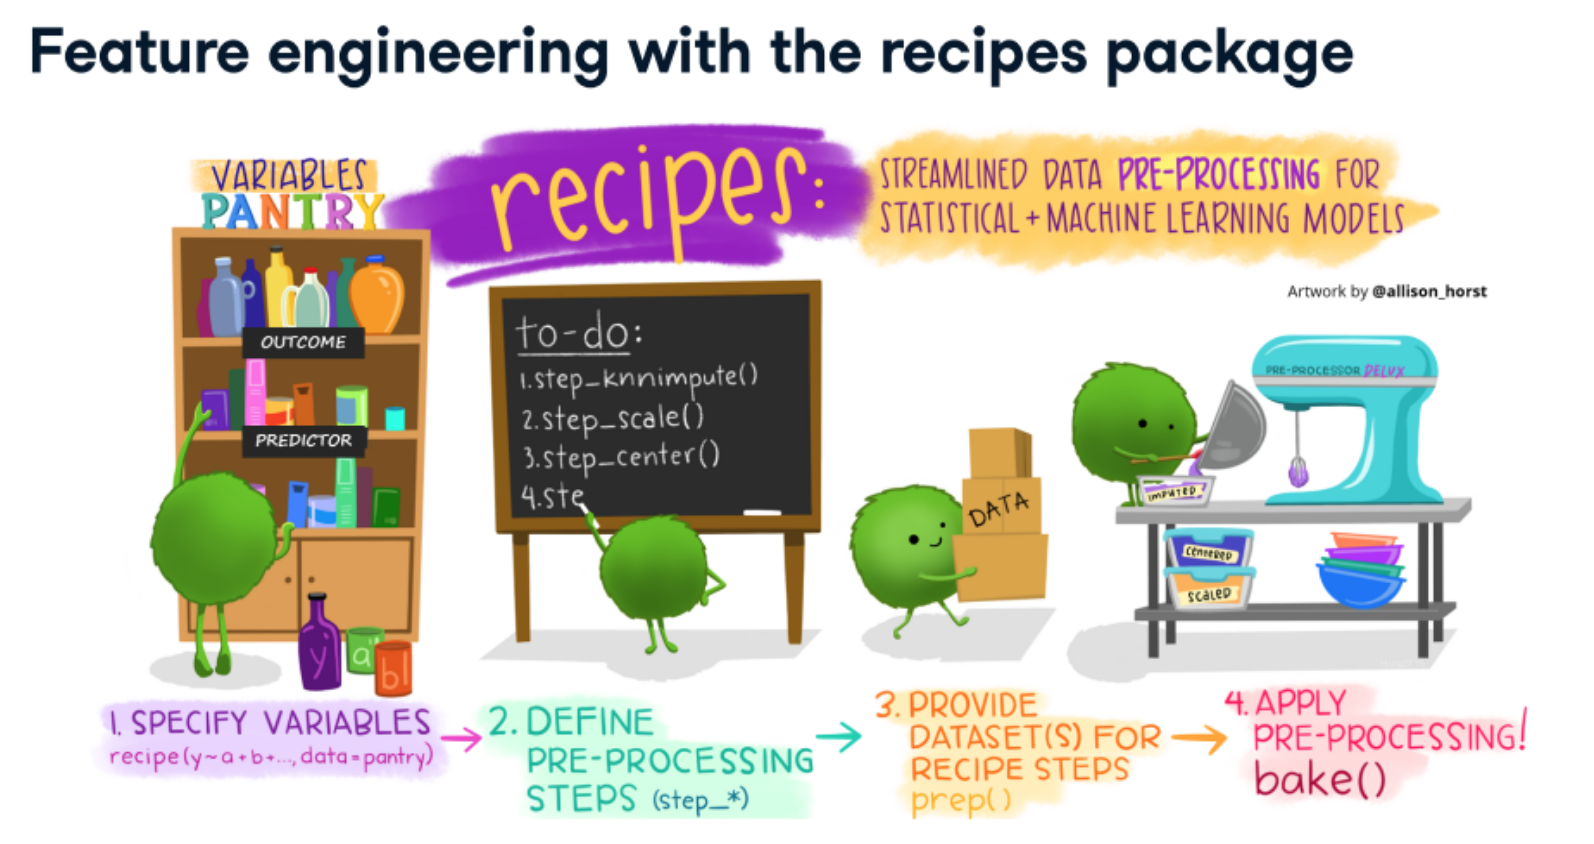 Feature engineering with the recipes package
VARIABLES
PANTRY
recipes:
STREAMLINED DATA PRE-PROCESSING FOR
STATISTICAL + MACHINE LEARNING MODELS
Artwork by @allison_horst
OUTCOME
PREDICTOR
y
a
b
to-do:
1.step_knnimpute()
2.step_scale()
3.step_center()
4.ste
DATA
PRE-PROCESSOR DELUX
IMPUTED
CENTERED
SCALED
1. SPECIFY VARIABLES
recipe(y~a+b+..., data=pantry)
2. DEFINE
PRE-PROCESSING
STEPS (step_*)
3. PROVIDE
DATASET(S) FOR
RECIPE STEPS
prep()
4. APPLY
PRE-PROCESSING!
bake()